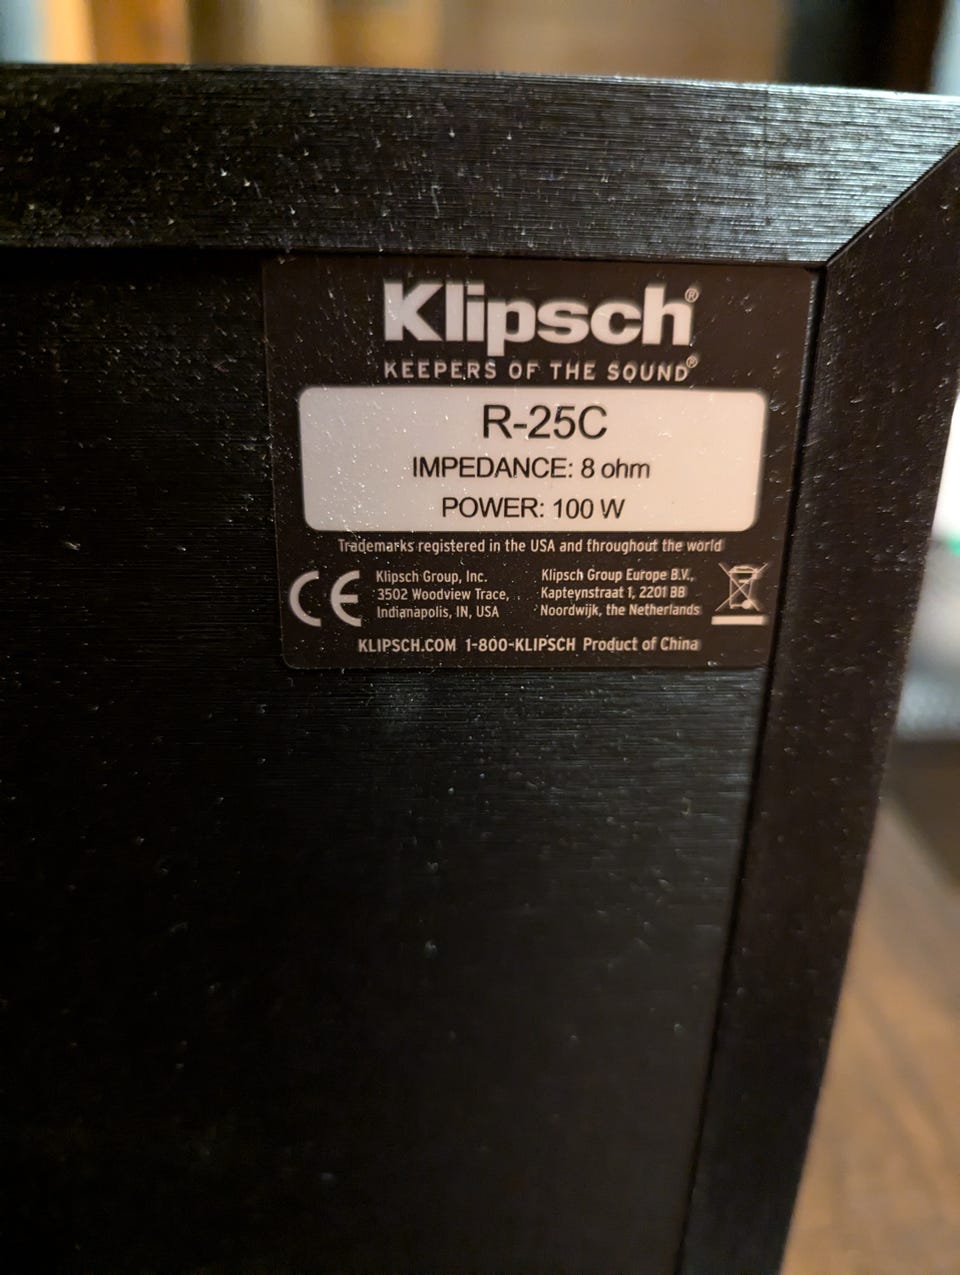 Klipsch®
KEEPERS OF THE SOUND®
R-25C
IMPEDANCE: 8 ohm
POWER: 100 W
Trademarks registered in the USA and throughout the world
CE
Klipsch Group, Inc.
3502 Woodview Trace,
Indianapolis, IN, USA
Klipsch Group Europe B.V.,
Kapteynstraat 1, 2201 BB
Noordwijk, the Netherlands
KLIPSCH.COM 1-800-KLIPSCH Product of China